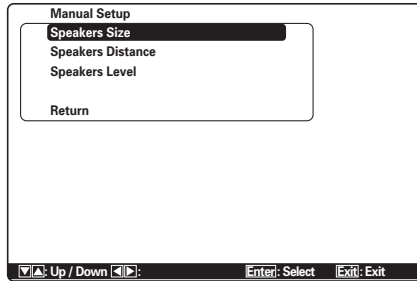 Manual Setup
Speakers Size
Speakers Distance
Speakers Level
Return
▼▲: Up / Down ◀▶: Enter: Select Exit: Exit